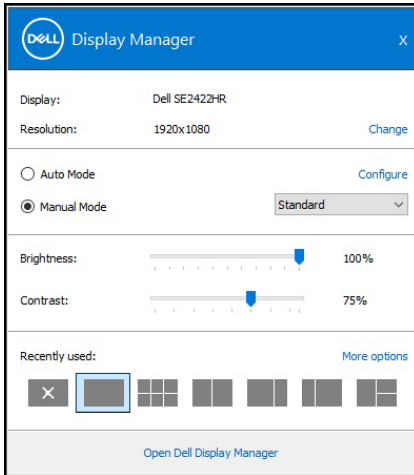 DELL Display Manager X
Display: Dell SE2422HR
Resolution: 1920x1080 Change
Auto Mode Configure
Manual Mode Standard
Brightness: 100%
Contrast: 75%
Recently used: More options
Open Dell Display Manager